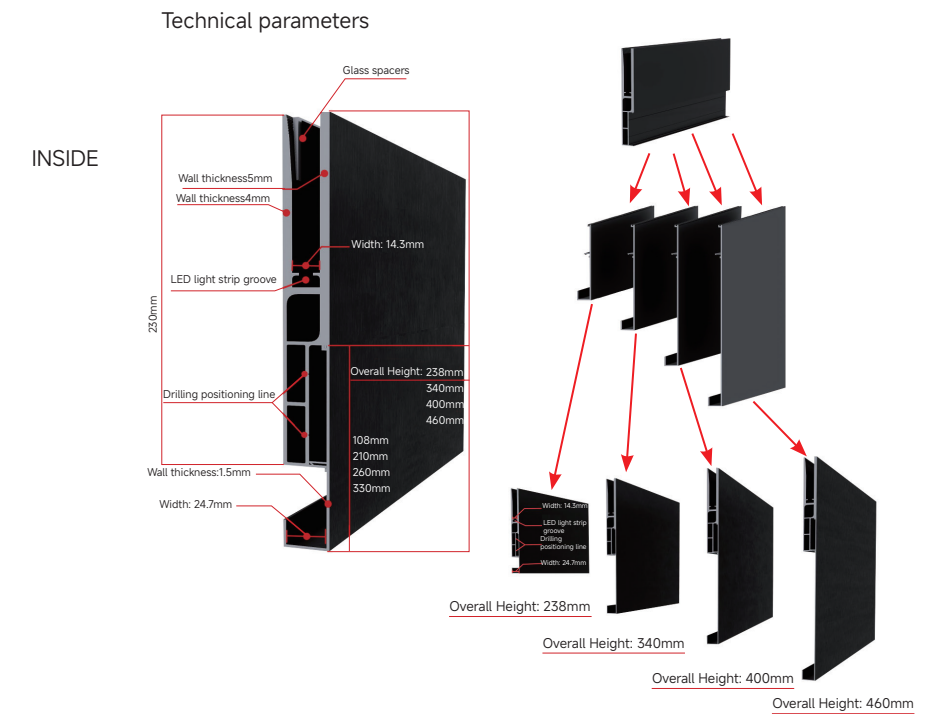 Technical parameters
Glass spacers
INSIDE
Wall thickness5mm
Wall thickness4mm
Width: 14.3mm
LED light strip groove
230mm
Overall Height: 238mm
340mm
400mm
460mm
Drilling positioning line
108mm
210mm
260mm
330mm
Wall thickness:1.5mm
Width: 24.7mm
Width: 14.3mm
LED light strip
groove
Drilling
positioning line
Width: 24.7mm
Overall Height: 238mm
Overall Height: 340mm
Overall Height: 400mm
Overall Height: 460mm